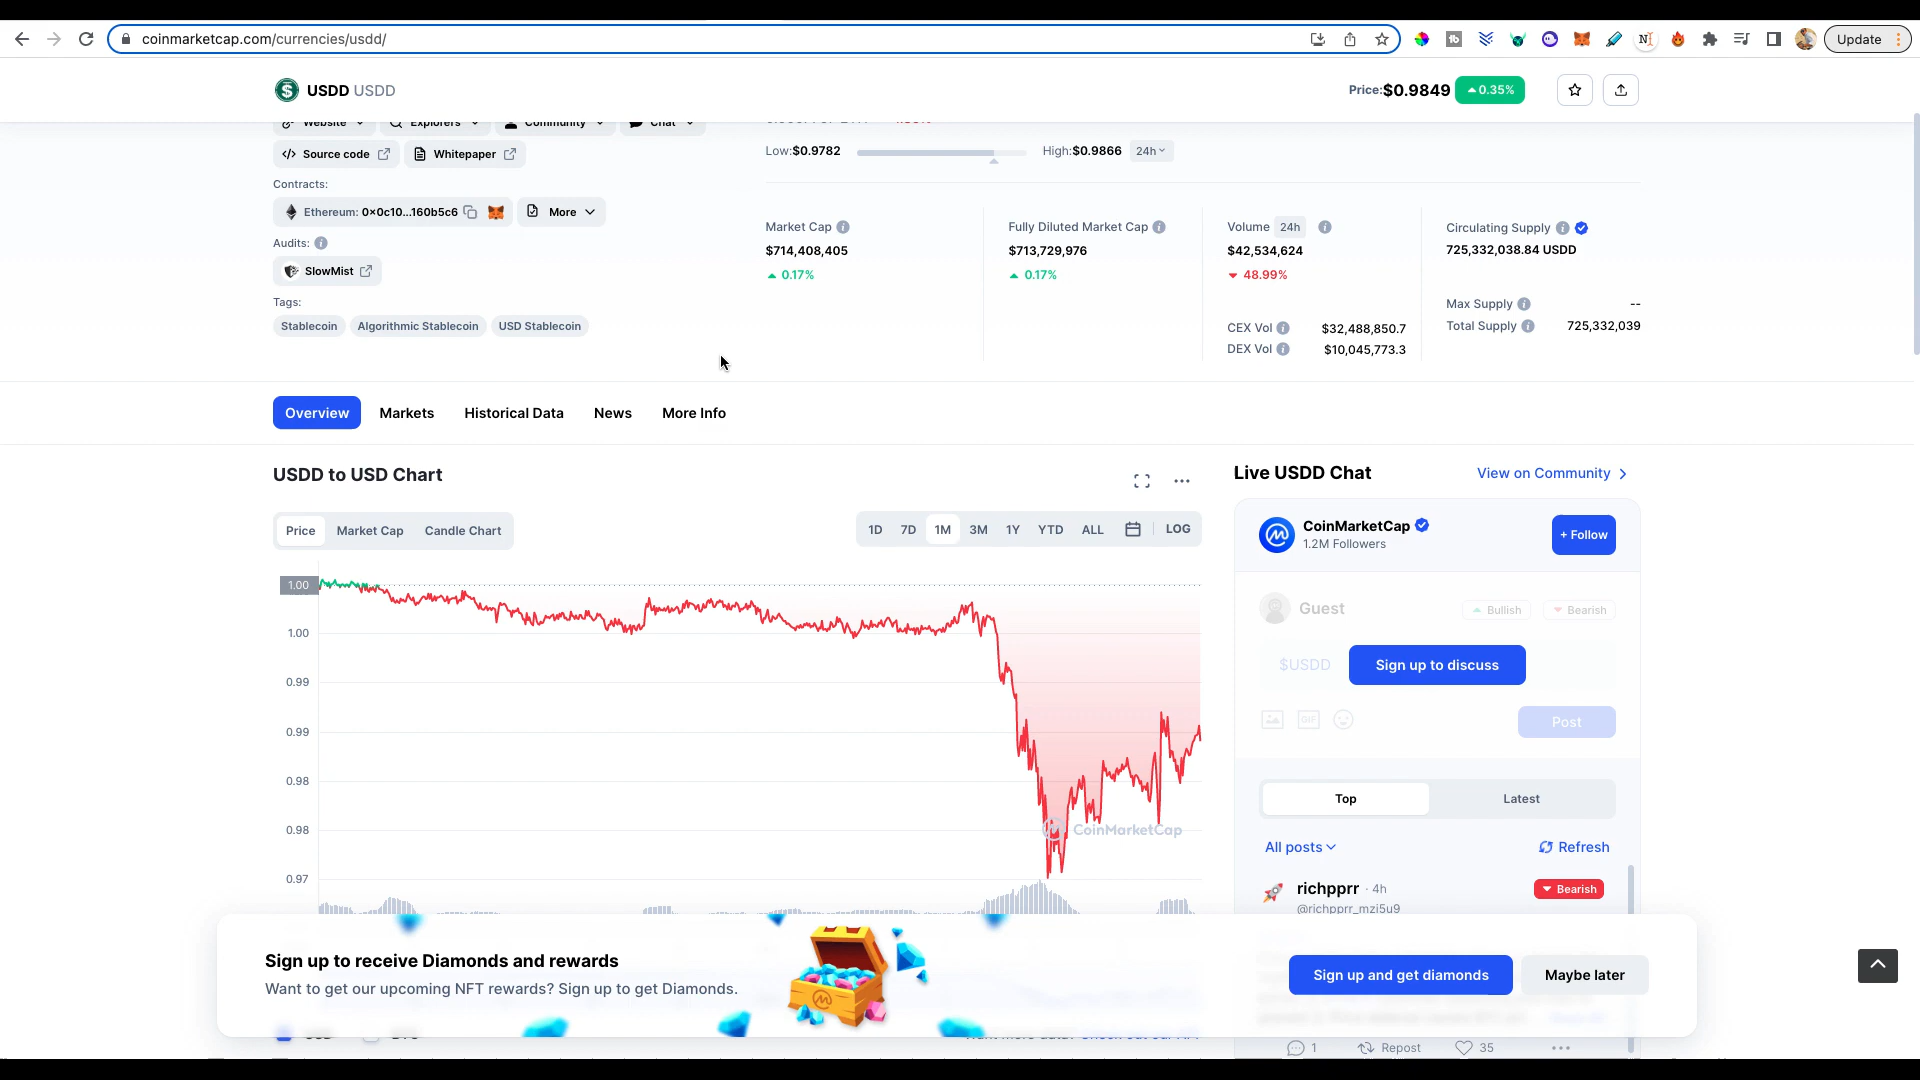 coinmarketcap.com/currencies/usdd/
Update
USDD USDD
Price:$0.9849 0.35%
Website
Explorers
Community
Chat
Low:$0.9782
High:$0.9866 24h
Source code
Whitepaper
Contracts:
Ethereum: 0x0c10...160b5c6
More
Audits:
SlowMist
Tags:
Stablecoin
Algorithmic Stablecoin
USD Stablecoin
Market Cap
$714,408,405
0.17%
Fully Diluted Market Cap
$713,729,976
0.17%
Volume 24h
$42,534,624
48.99%
CEX Vol $32,488,850.7
DEX Vol $10,045,773.3
Circulating Supply
725,332,038.84 USDD
Max Supply --
Total Supply 725,332,039
Overview Markets Historical Data News More Info
USDD to USD Chart
Price Market Cap Candle Chart
1D 7D 1M 3M 1Y YTD ALL LOG
1.00
1.00
0.99
0.99
0.98
0.98
0.97
CoinMarketCap
Live USDD Chat
View on Community
CoinMarketCap
1.2M Followers
+ Follow
Guest
Bullish
Bearish
$USDD
Sign up to discuss
GIF
Post
Top Latest
All posts
Refresh
richpprr · 4h
Bearish
@richpprr_mzi5u9
Sign up to receive Diamonds and rewards
Want to get our upcoming NFT rewards? Sign up to get Diamonds.
Sign up and get diamonds
Maybe later
1 Repost 35